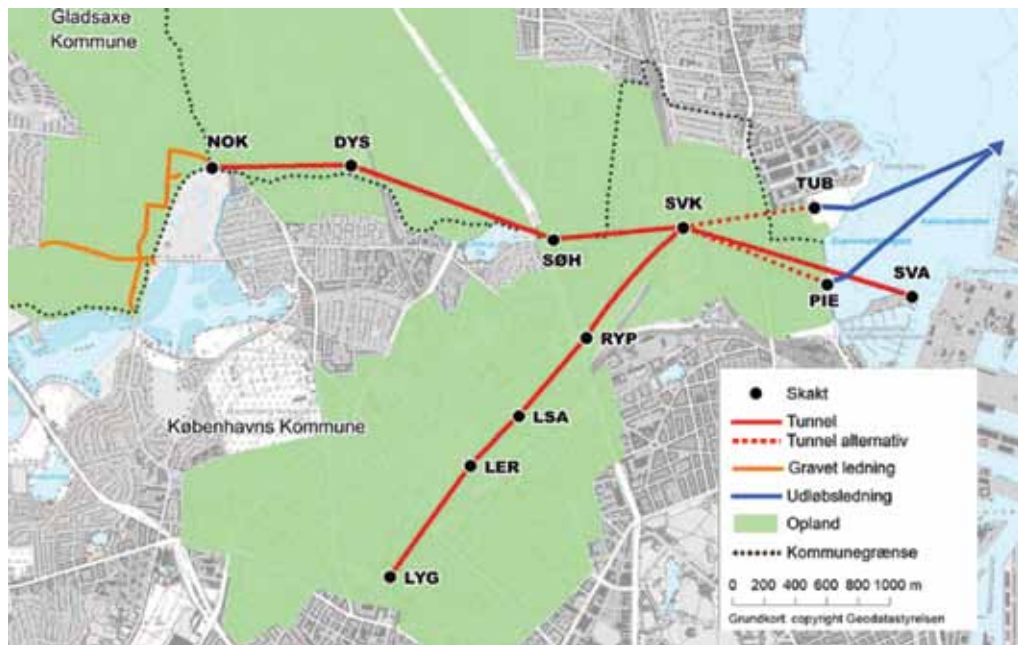 Gladsaxe
Kommune
NOK
DYS
TUB
SVK
SØH
SVA
PIE
RYP
LSA
Københavns Kommune
LER
LYG
Skakt
Tunnel
Tunnel alternativ
Gravet ledning
Udløbsledning
Opland
Kommunegrænse
0 200 400 600 800 1000 m
Grundkort: copyright Geodatastyrelsen